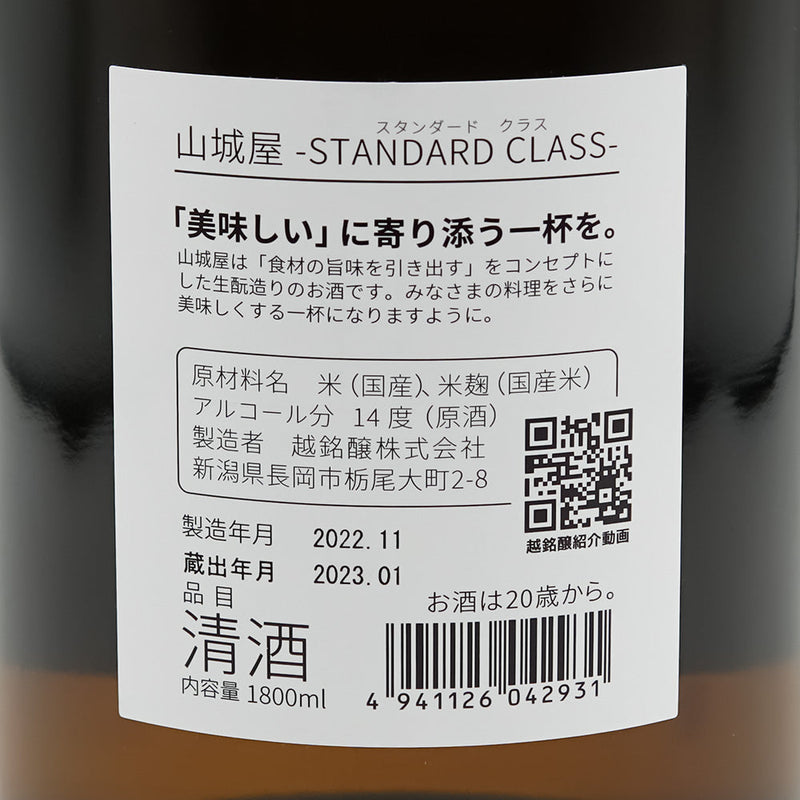 スタンダード クラス
山城屋 -STANDARD CLASS-
「美味しい」に寄り添う一杯を。
山城屋は「食材の旨味を引き出す」をコンセプトに
した生酛造りのお酒です。みなさまの料理をさらに
美味しくする一杯になりますように。
原材料名 米（国産）、米麹（国産米）
アルコール分 14度（原酒）
製造者 越銘醸株式会社
新潟県長岡市栃尾大町2-8
越銘醸紹介動画
製造年月 2022.11
蔵出年月 2023.01
品目
清酒
内容量 1800ml
お酒は20歳から。
4 941126 042931